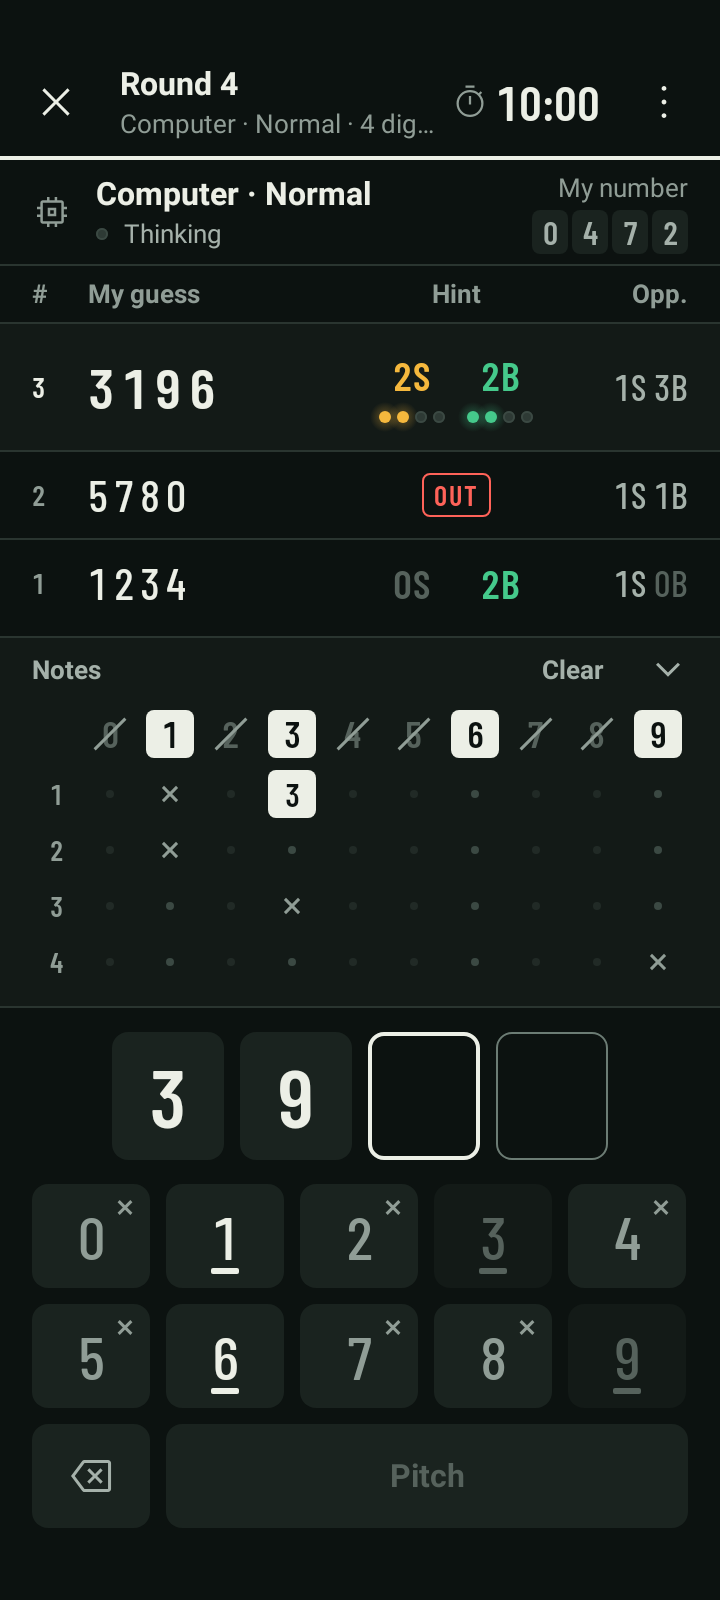 Round 4
Computer · Normal · 4 dig...
10:00
Computer · Normal
Thinking
My number
0 4 7 2
# My guess Hint Opp.
3 3196 2S 2B 1S 3B
2 5780 OUT 1S 1B
1 1234 0S 2B 1S 0B
Notes Clear
0 1 2 3 4 5 6 7 8 9
1 × 3
2 ×
3 ×
4 ×
3 9
0 1 2 3 4
5 6 7 8 9
Pitch